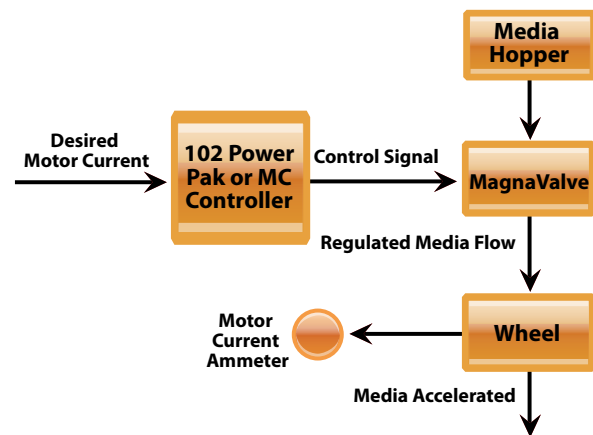 Media
Hopper
Desired
Motor Current
102 Power
Pak or MC
Controller
Control Signal
MagnaValve
Regulated Media Flow
Motor
Current
Ammeter
Wheel
Media Accelerated